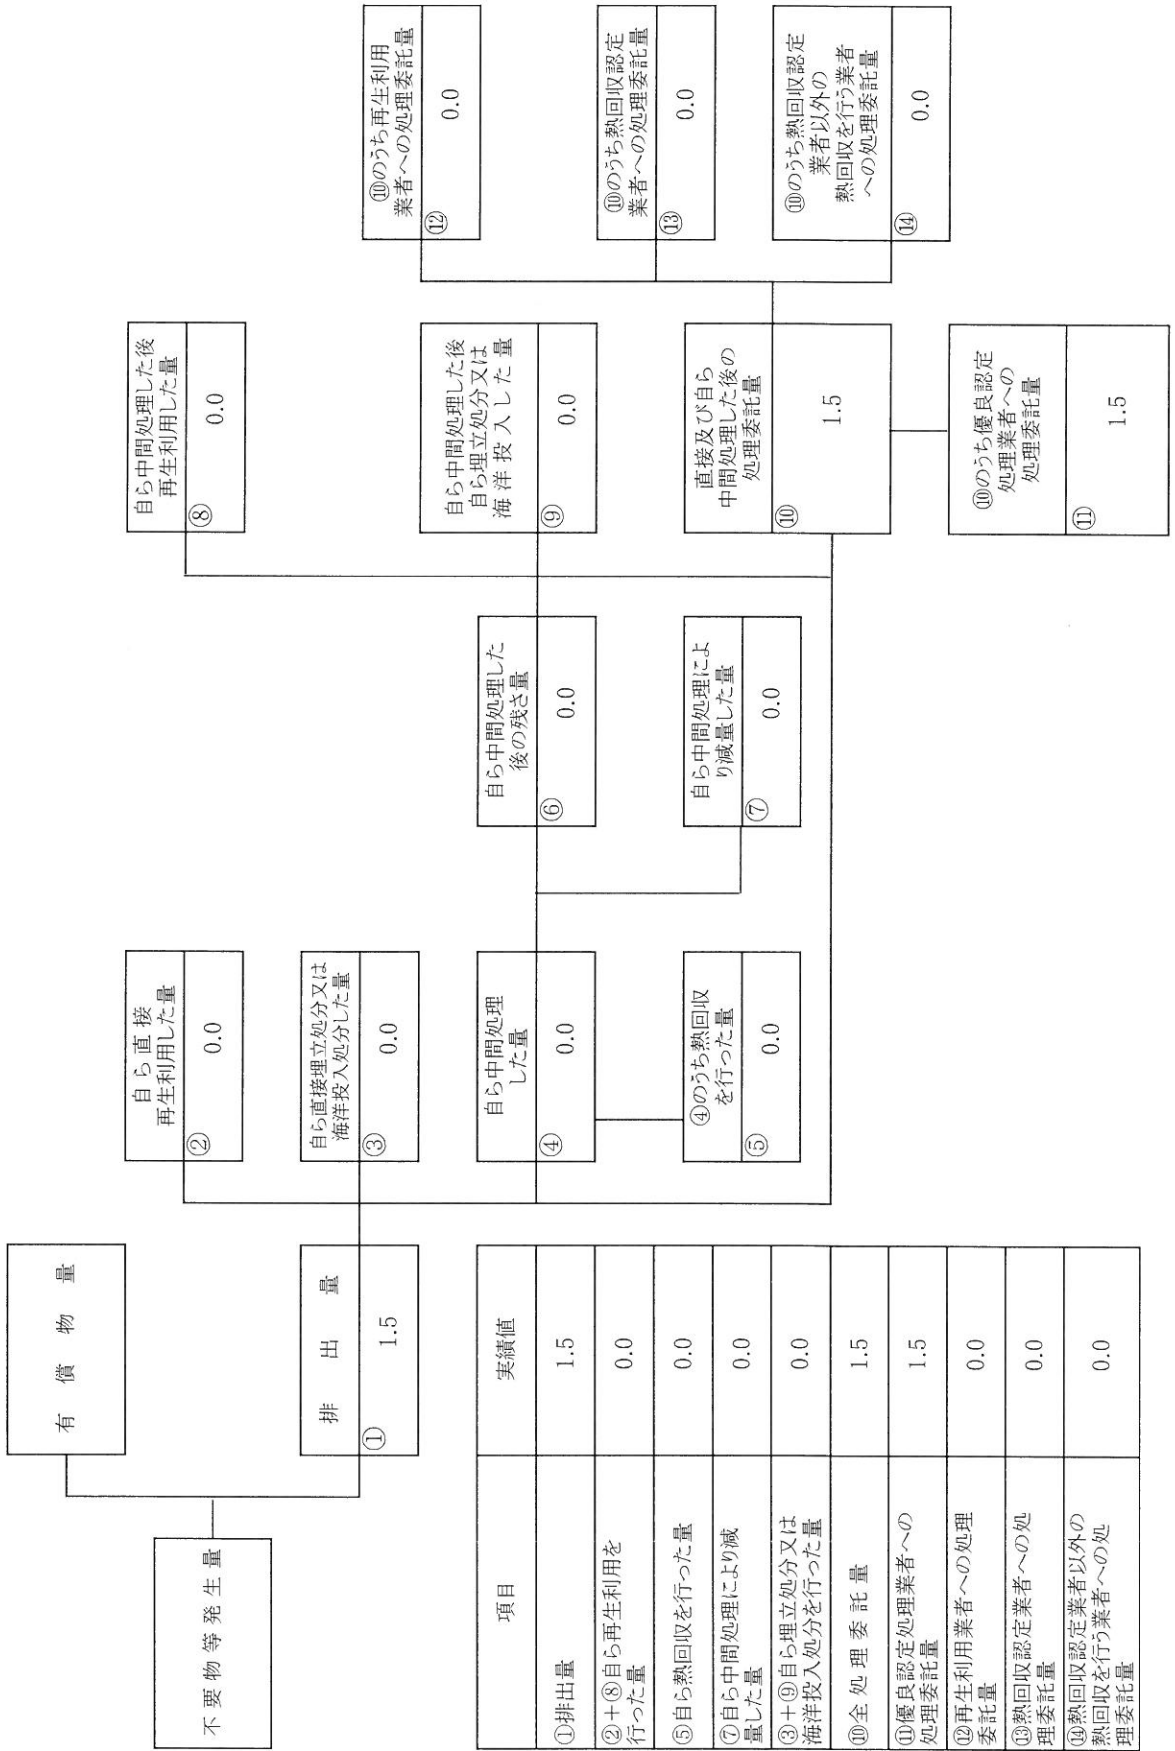 不要物等発生量
有償物量
排出量
①
1.5
自ら直接
再生利用した量
②
0.0
自ら直接埋立処分又は
海洋投入処分した量
③
0.0
自ら中間処理
した量
④
0.0
④のうち熱回収
を行った量
⑤
0.0
自ら中間処理した
後の残さ量
⑥
0.0
自ら中間処理によ
り減量した量
⑦
0.0
自ら中間処理した後
再生利用した量
⑧
0.0
自ら中間処理した後
自ら埋立処分又は
海洋投入した量
⑨
0.0
直接及び自ら
中間処理した後の
処理委託量
⑩
1.5
⑩のうち優良認定
処理業者への
処理委託量
⑪
1.5
⑩のうち再生利用
業者への処理委託量
⑫
0.0
⑩のうち熱回収認定
業者への処理委託量
⑬
0.0
⑩のうち熱回収認定
業者以外の
熱回収を行う業者
への処理委託量
⑭
0.0
項目 実績値
①排出量 1.5
②+⑧自ら再生利用を
行った量 0.0
⑤自ら熱回収を行った量 0.0
⑦自ら中間処理により減
量した量 0.0
③+⑨自ら埋立処分又は
海洋投入処分を行った量 0.0
⑩全処理委託量 1.5
⑪優良認定処理業者への
処理委託量 1.5
⑫再生利用業者への処理
委託量 0.0
⑬熱回収認定業者への処
理委託量 0.0
⑭熱回収認定業者以外の
熱回収を行う業者への処
理委託量 0.0